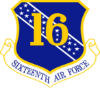 16
SIXTEENTH AIR FORCE